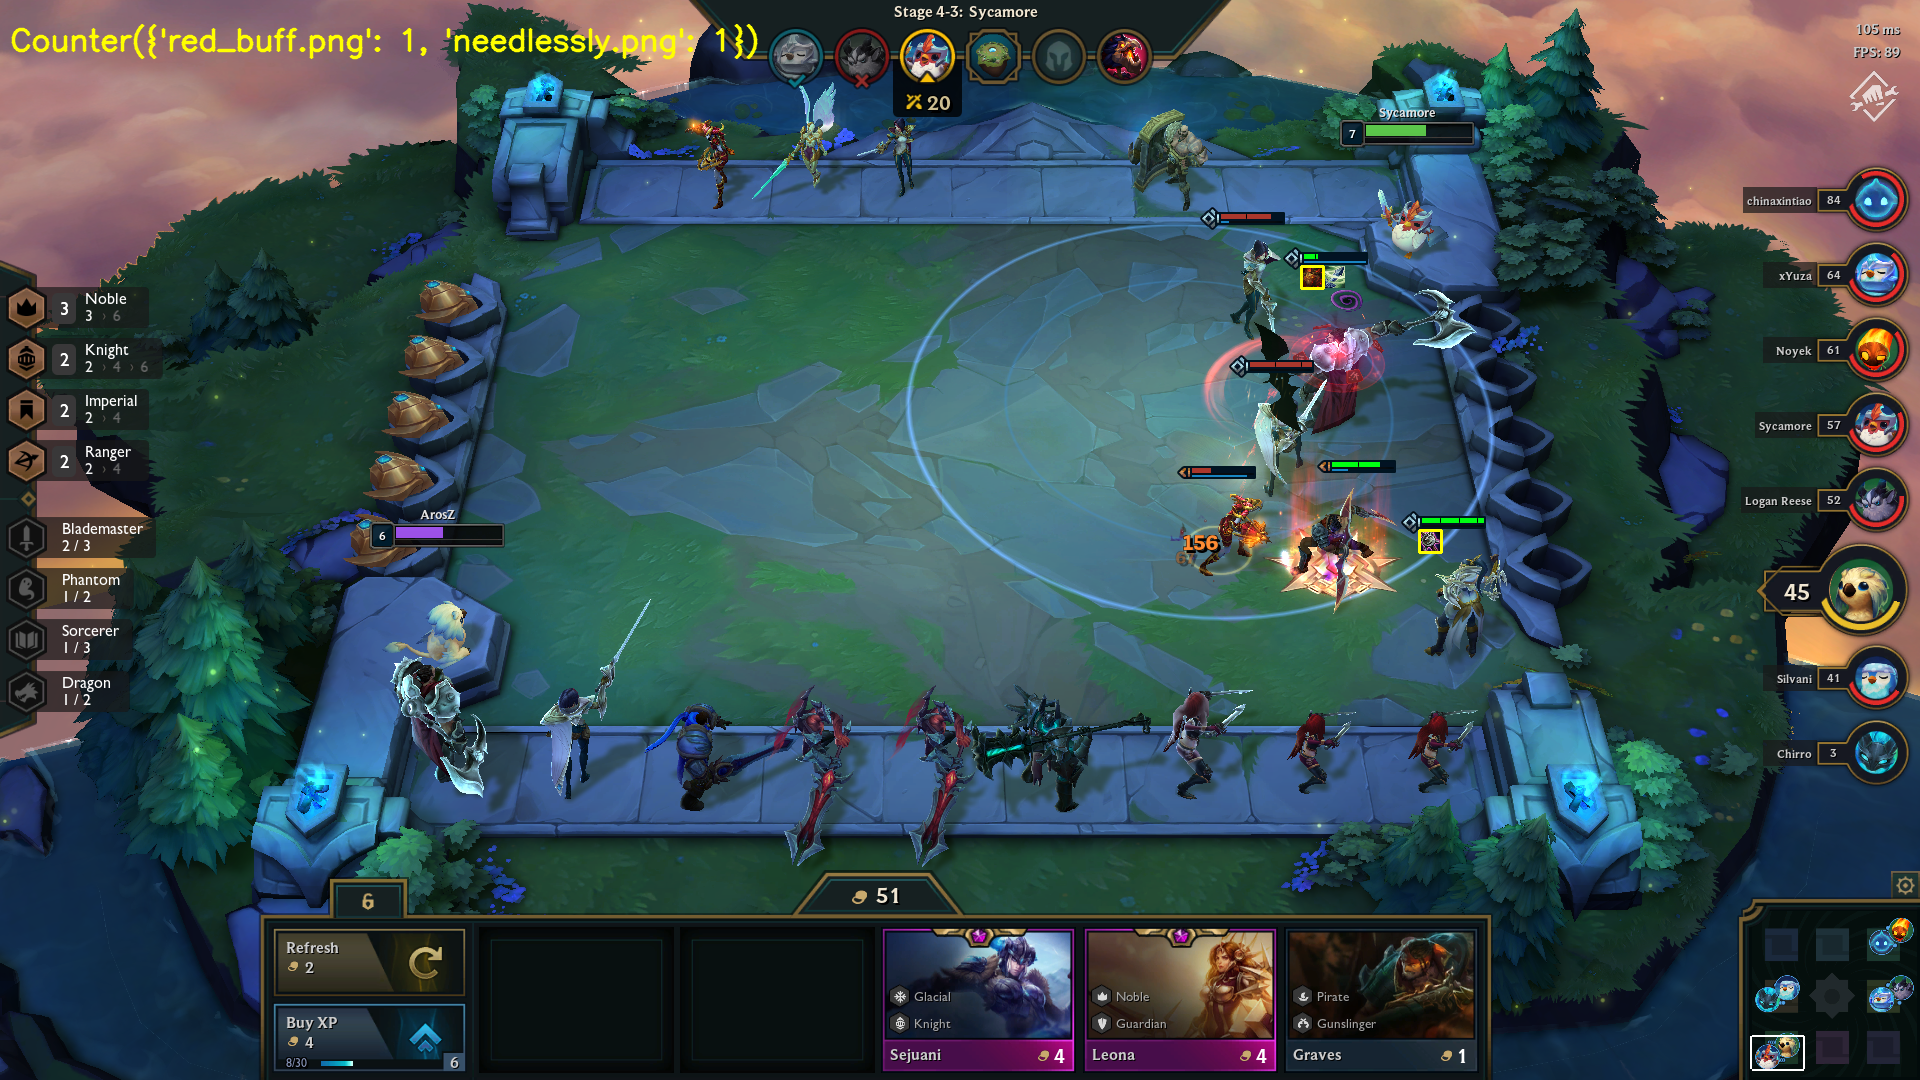 Stage 4-3: Sycamore
Counter({'red_buff.png': 1, 'needlessly.png': 1})
20
105 ms
FPS: 89
Sycamore
7
chinaxintiao 84
xYuza 64
Noyek 61
Sycamore 57
Logan Reese 52
45
Silvani 41
Chirro 3
3 Noble
3 › 6
2 Knight
2 › 4 › 6
2 Imperial
2 › 4
2 Ranger
2 › 4
Blademaster
2 / 3
Phantom
1 / 2
Sorcerer
1 / 3
Dragon
1 / 2
ArosZ
6
156
6
51
Refresh
2
Buy XP
4
8/30
6
Glacial
Knight
Sejuani 4
Noble
Guardian
Leona 4
Pirate
Gunslinger
Graves 1